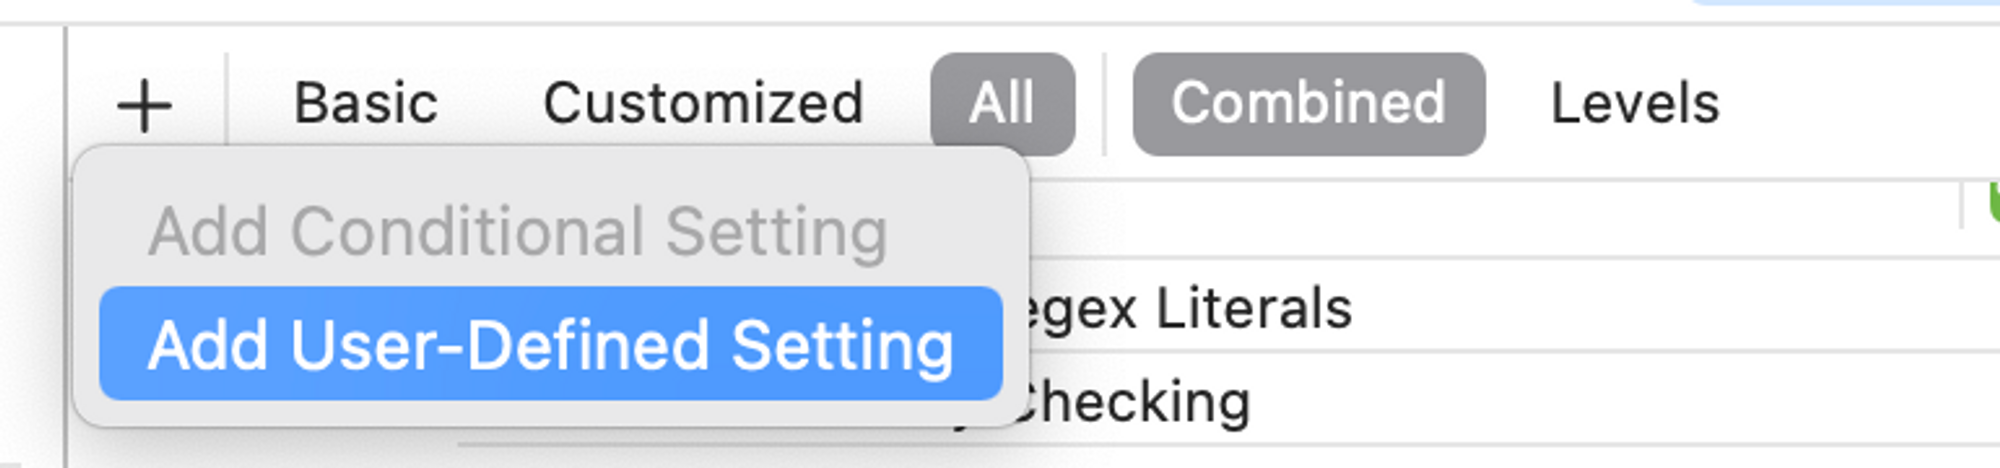 + Basic Customized All Combined Levels
Add Conditional Setting
egex Literals
Add User-Defined Setting
Checking